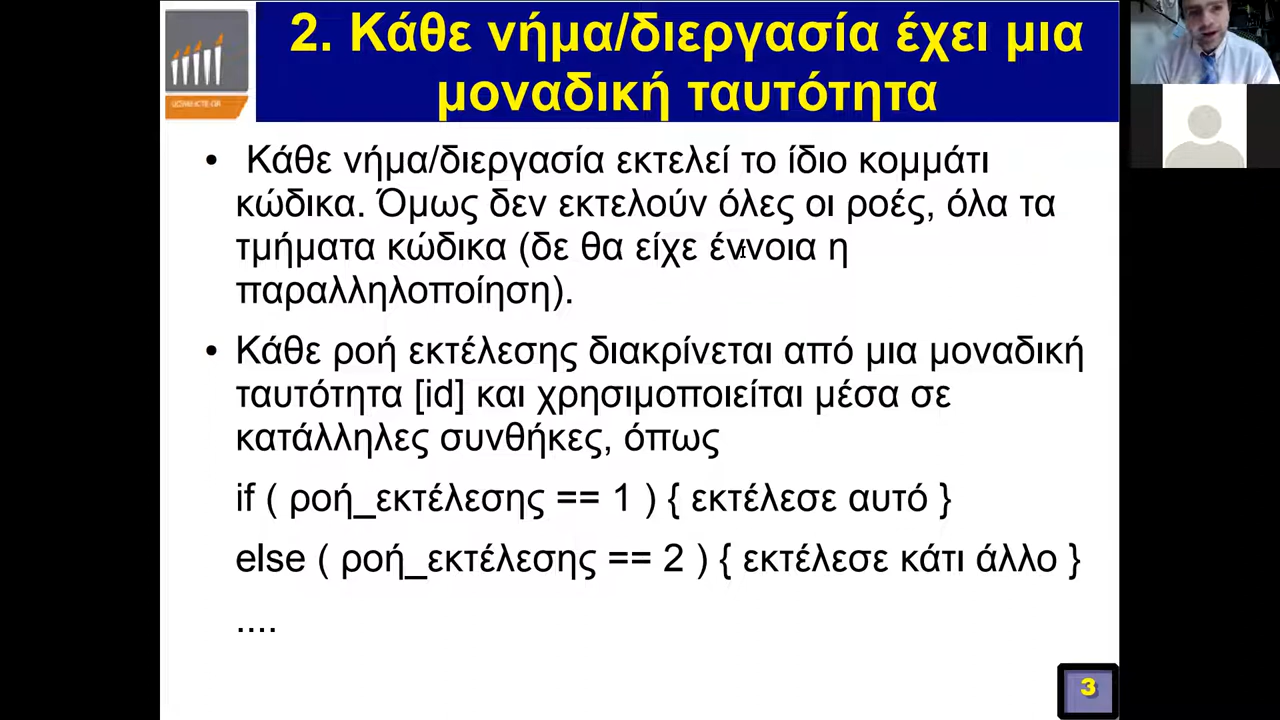 2. Κάθε νήμα/διεργασία έχει μια
μοναδική ταυτότητα
• Κάθε νήμα/διεργασία εκτελεί το ίδιο κομμάτι
κώδικα. Όμως δεν εκτελούν όλες οι ροές, όλα τα
τμήματα κώδικα (δε θα είχε έννοια η
παραλληλοποίηση).
• Κάθε ροή εκτέλεσης διακρίνεται από μια μοναδική
ταυτότητα [id] και χρησιμοποιείται μέσα σε
κατάλληλες συνθήκες, όπως
if ( ροή_εκτέλεσης == 1 ) { εκτέλεσε αυτό }
else ( ροή_εκτέλεσης == 2 ) { εκτέλεσε κάτι άλλο }
....
3